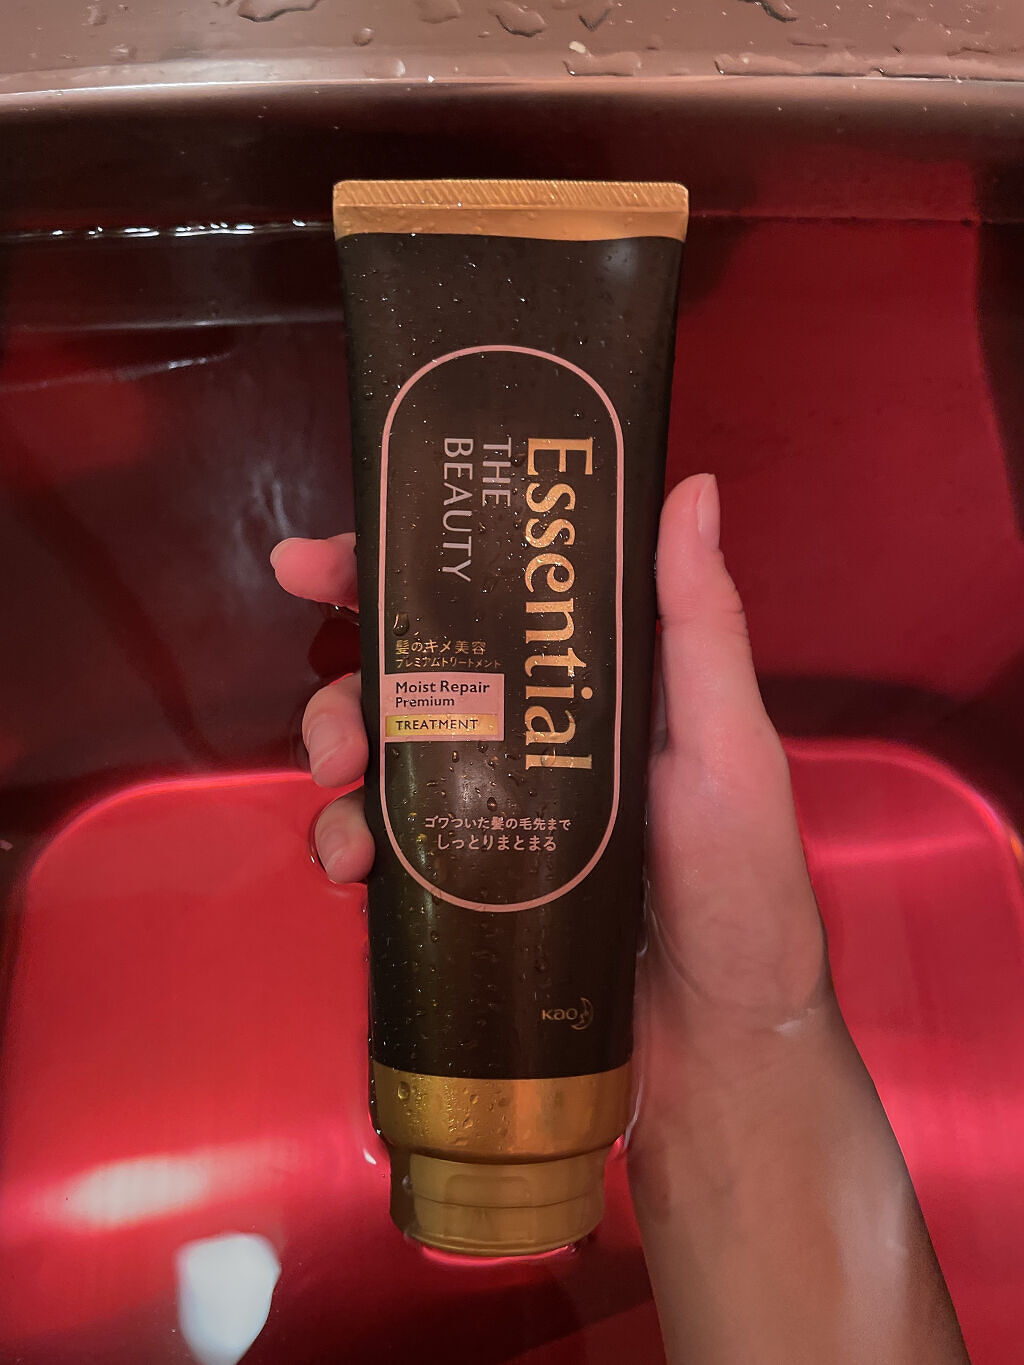 Essential
THE
BEAUTY
髪のキメ美容
プレミアムトリートメント
Moist Repair
Premium
TREATMENT
ゴワついた髪の毛先まで
しっとりまとまる
Kao